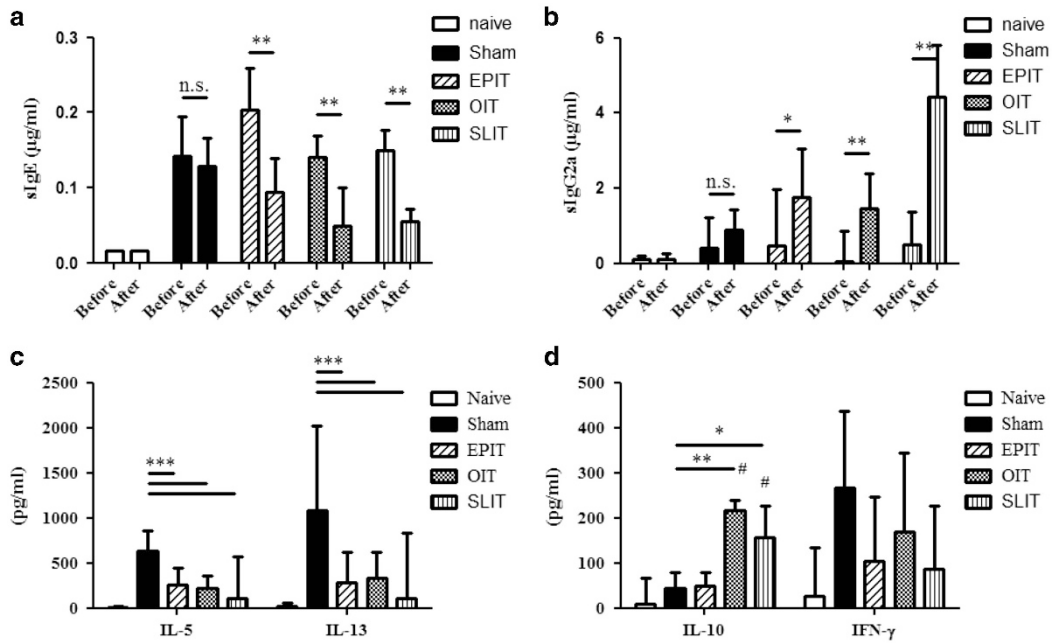 a
sIgE (µg/ml)
0.3
0.2
0.1
0.0
n.s.
**
**
**
naive
Sham
EPIT
OIT
SLIT
Before
After
Before
After
Before
After
Before
After
Before
After
b
sIgG2a (µg/ml)
6
4
2
0
n.s.
*
**
**
naive
Sham
EPIT
OIT
SLIT
Before
After
Before
After
Before
After
Before
After
Before
After
c
(pg/ml)
2500
2000
1500
1000
500
0
***
***
Naive
Sham
EPIT
OIT
SLIT
IL-5
IL-13
d
(pg/ml)
500
400
300
200
100
0
*
**
#
#
Naive
Sham
EPIT
OIT
SLIT
IL-10
IFN-γ